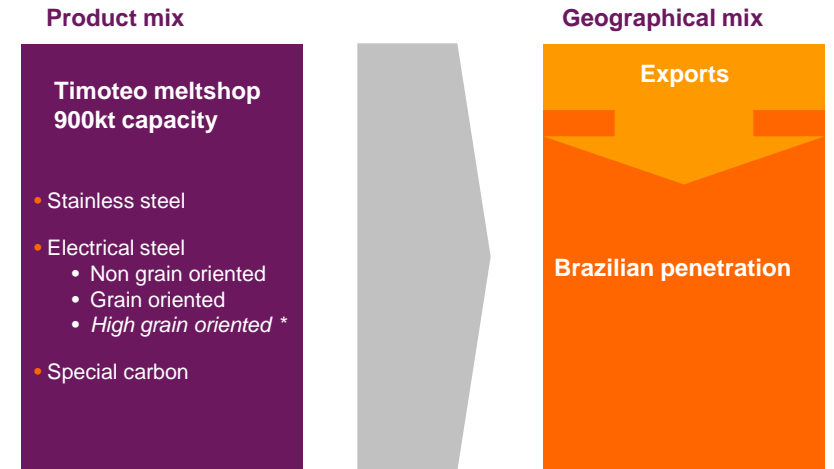 Product mix
Geographical mix
Timoteo meltshop
900kt capacity
• Stainless steel
• Electrical steel
• Non grain oriented
• Grain oriented
• High grain oriented *
• Special carbon
Exports
Brazilian penetration